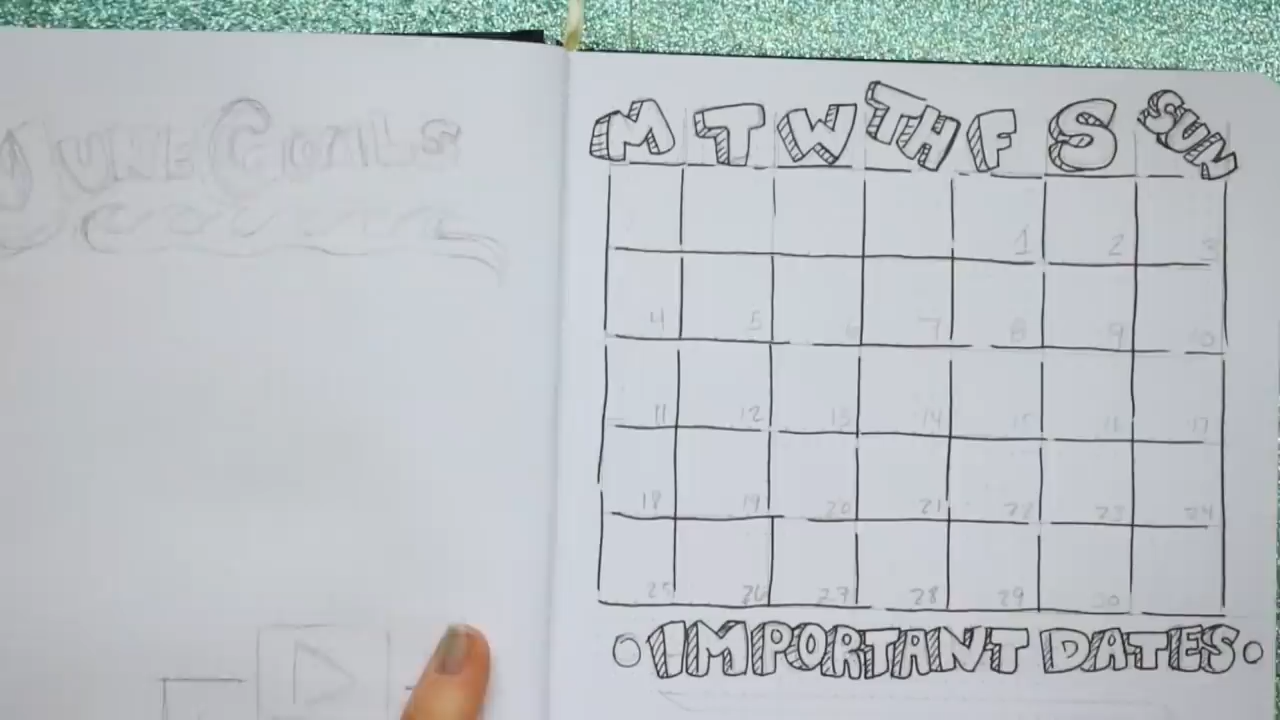 JUNE GOALS
M T W TH F S SUN
1 2 3
4 5 6 7 8 9 10
11 12 13 14 15 16 17
18 19 20 21 22 23 24
25 26 27 28 29 30
IMPORTANT DATES